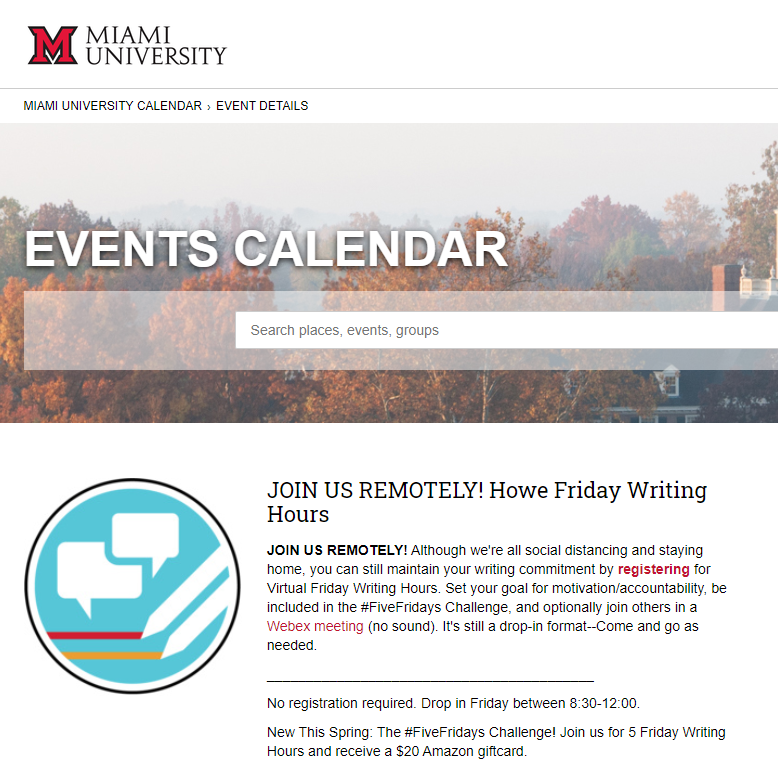 MIAMI
UNIVERSITY
MIAMI UNIVERSITY CALENDAR › EVENT DETAILS
EVENTS CALENDAR
Search places, events, groups
JOIN US REMOTELY! Howe Friday Writing
Hours
JOIN US REMOTELY! Although we're all social distancing and staying
home, you can still maintain your writing commitment by registering for
Virtual Friday Writing Hours. Set your goal for motivation/accountability, be
included in the #FiveFridays Challenge, and optionally join others in a
Webex meeting (no sound). It's still a drop-in format--Come and go as
needed.
No registration required. Drop in Friday between 8:30-12:00.
New This Spring: The #FiveFridays Challenge! Join us for 5 Friday Writing
Hours and receive a $20 Amazon giftcard.